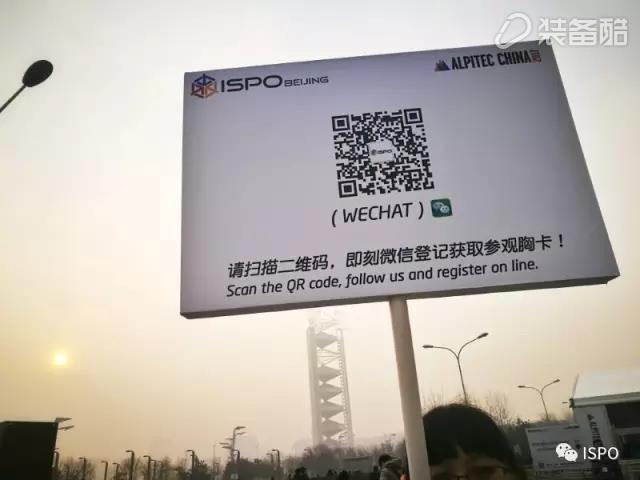 装备酷
ISPO BEIJING
ALPITEC CHINA
ISPO
( WECHAT )
请扫描二维码，即刻微信登记获取参观胸卡！
Scan the QR code, follow us and register on line.
ISPO